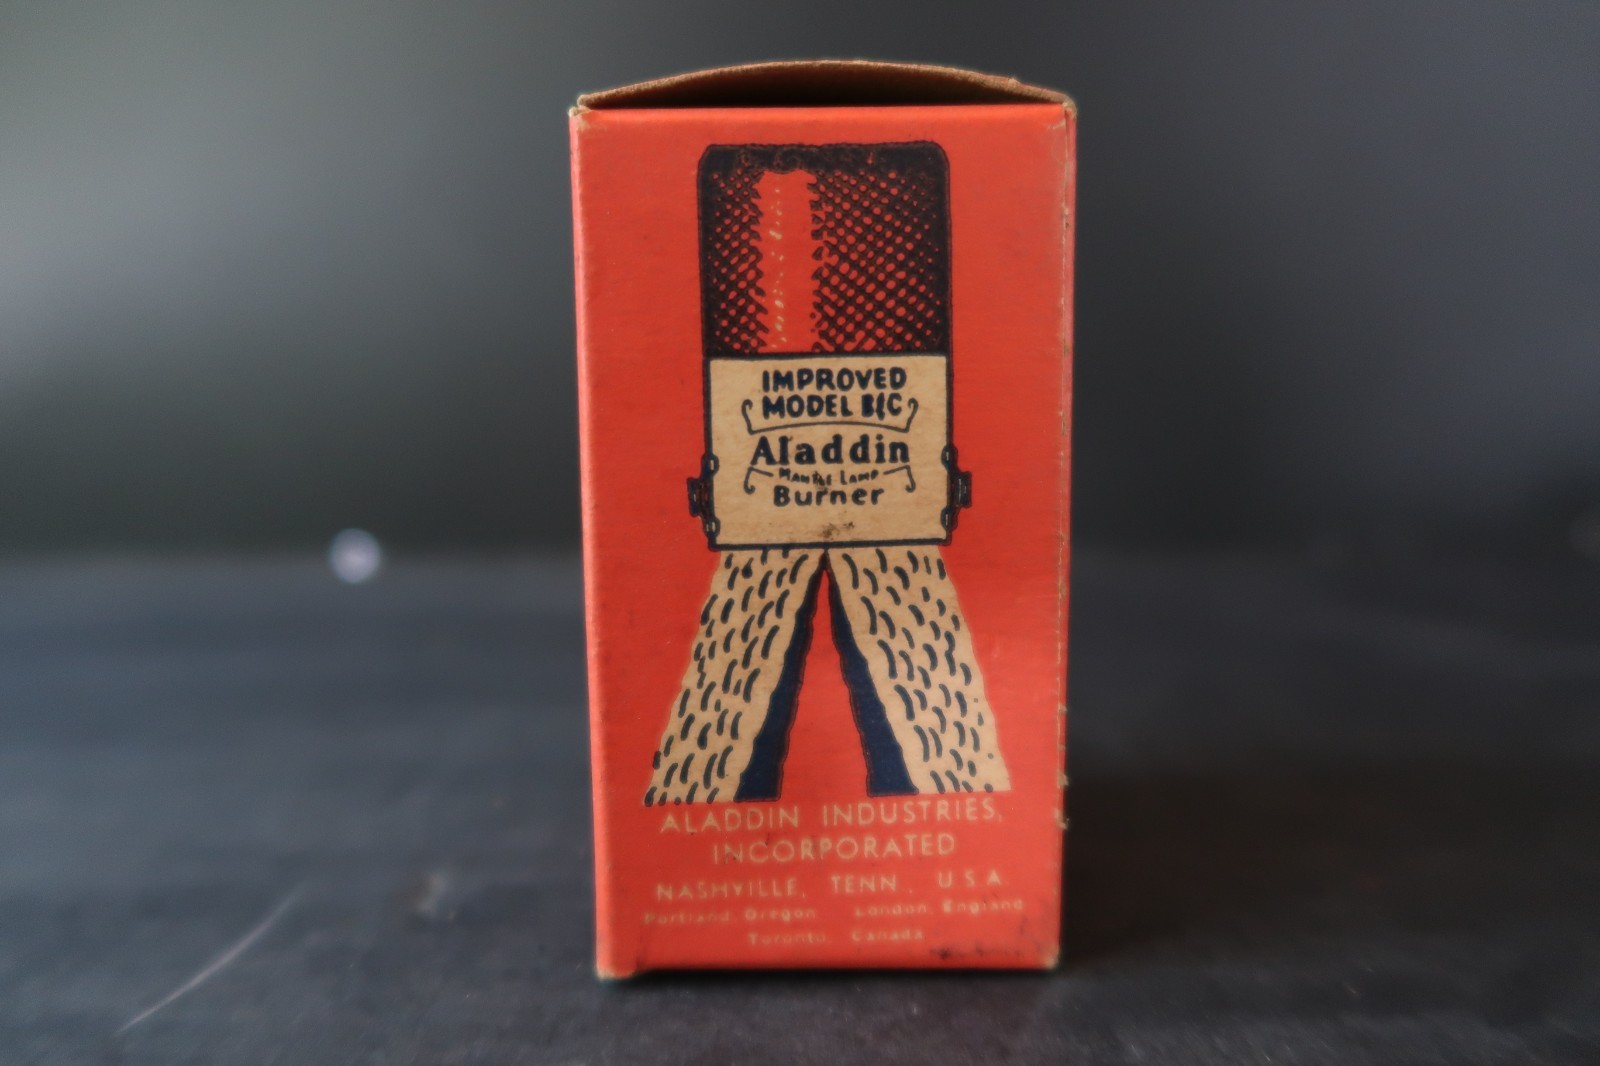 IMPROVED
MODEL B&C
Aladdin
MANTLE LAMP
Burner
ALADDIN INDUSTRIES,
INCORPORATED
NASHVILLE, TENN., U.S.A.
Portland, Oregon London, England
Toronto, Canada